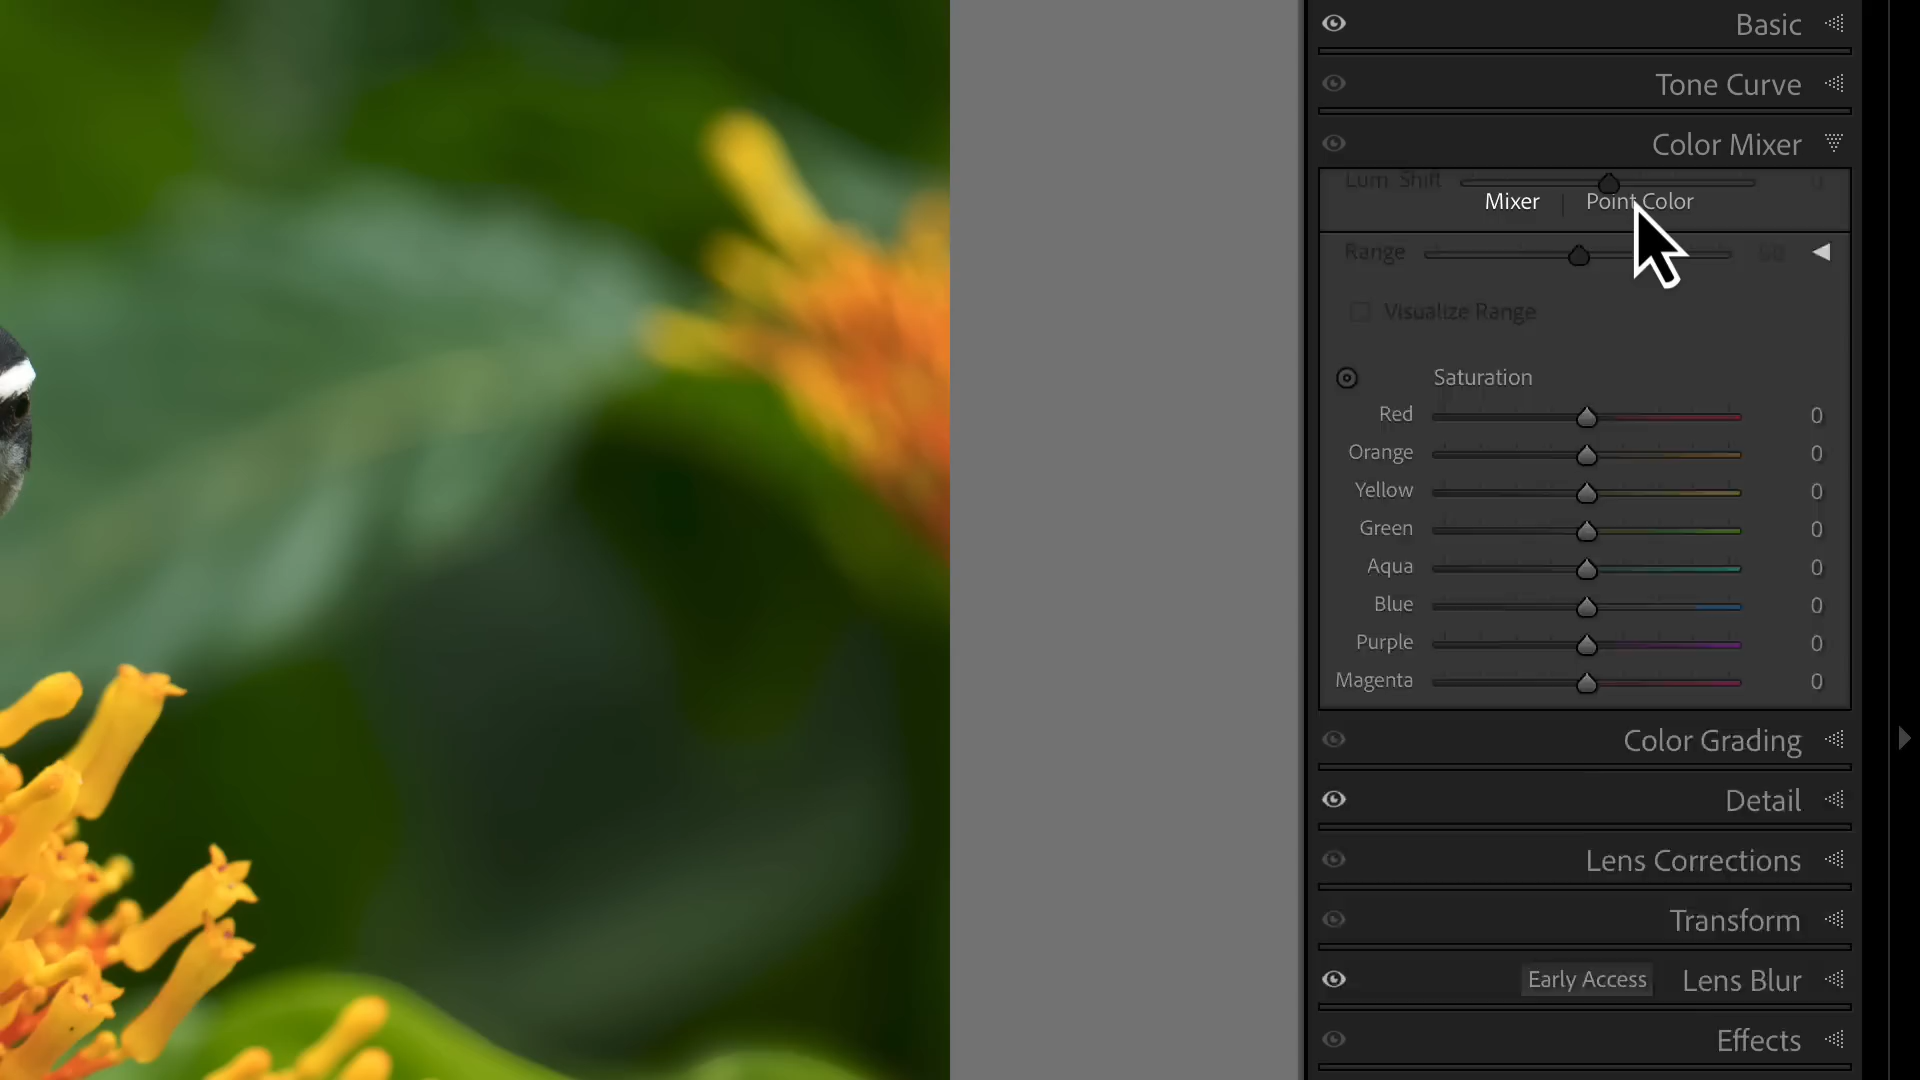 Basic
Tone Curve
Color Mixer
Lum. Shift 0
Mixer | Point Color
Range 50
Visualize Range
Saturation
Red 0
Orange 0
Yellow 0
Green 0
Aqua 0
Blue 0
Purple 0
Magenta 0
Color Grading
Detail
Lens Corrections
Transform
Early Access Lens Blur
Effects